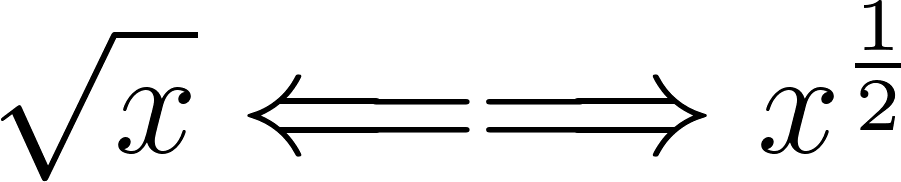 √x ⟸⟹ x^{1/2}